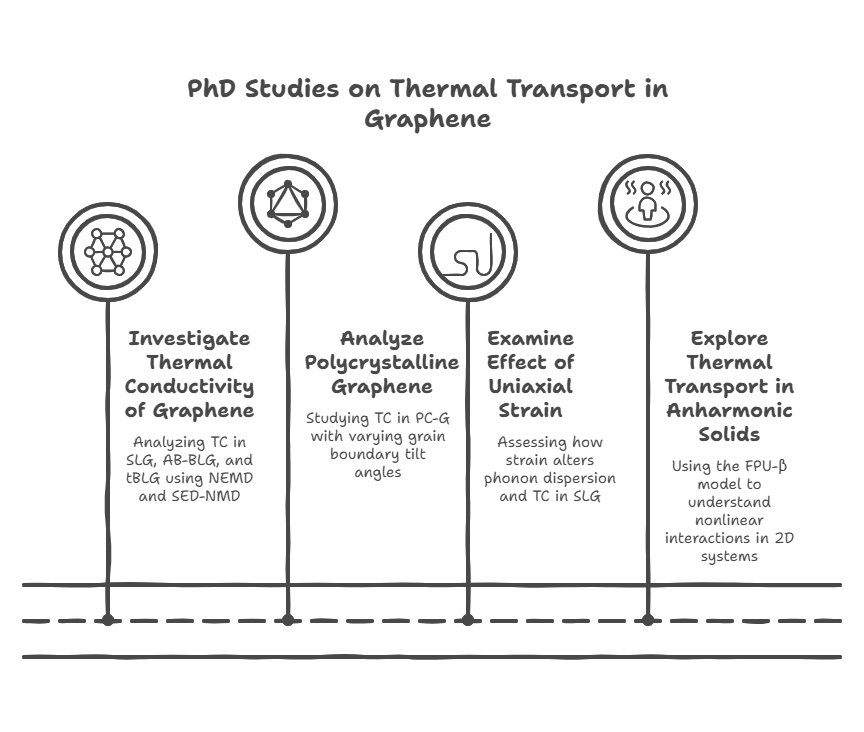 PhD Studies on Thermal Transport in
Graphene
Investigate
Thermal
Conductivity
of Graphene
Analyzing TC in
SLG, AB-BLG, and
tBLG using NEMD
and SED-NMD
Analyze
Polycrystalline
Graphene
Studying TC in PC-G
with varying grain
boundary tilt
angles
Examine
Effect of
Uniaxial
Strain
Assessing how
strain alters
phonon dispersion
and TC in SLG
Explore
Thermal
Transport in
Anharmonic
Solids
Using the FPU-β
model to
understand
nonlinear
interactions in 2D
systems